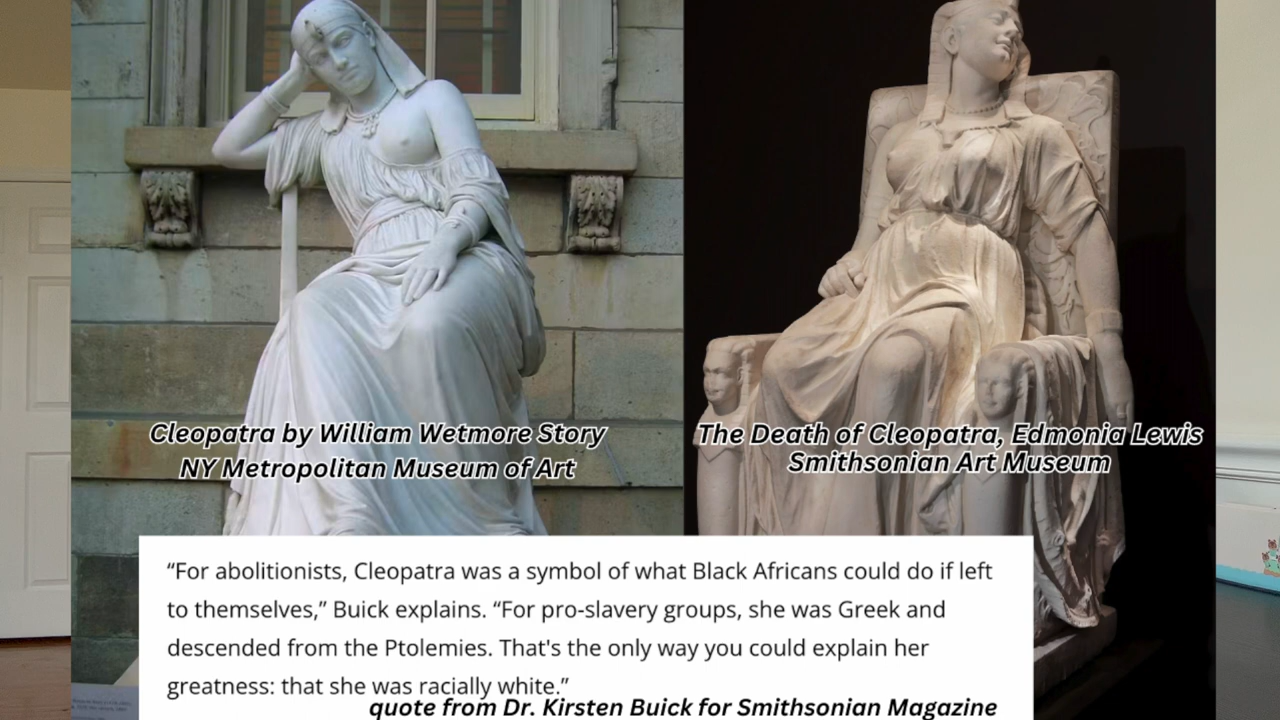 Cleopatra by William Wetmore Story
NY Metropolitan Museum of Art
The Death of Cleopatra, Edmonia Lewis
Smithsonian Art Museum
“For abolitionists, Cleopatra was a symbol of what Black Africans could do if left
to themselves,” Buick explains. “For pro-slavery groups, she was Greek and
descended from the Ptolemies. That's the only way you could explain her
greatness: that she was racially white.”
quote from Dr. Kirsten Buick for Smithsonian Magazine